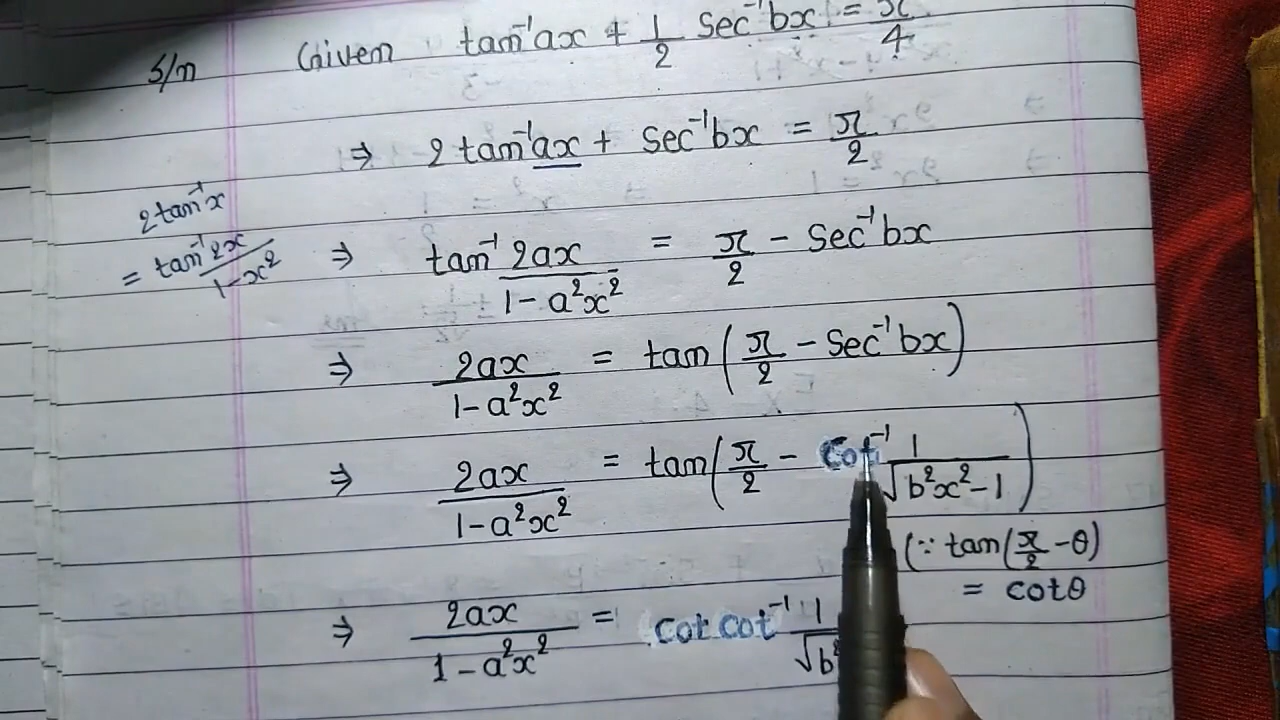 S/n Given tan⁻¹ax + 1/2 sec⁻¹bx = π/4
⇒ 2tan⁻¹ax + sec⁻¹bx = π/2
2tan⁻¹x
= tan⁻¹ 2x/1-x²
⇒ tan⁻¹ 2ax/1-a²x² = π/2 - sec⁻¹bx
⇒ 2ax/1-a²x² = tan(π/2 - sec⁻¹bx)
⇒ 2ax/1-a²x² = tan(π/2 - cot⁻¹ 1/√b²x²-1)
(∵ tan(π/2 - θ)
= cotθ
⇒ 2ax/1-a²x² = cot cot⁻¹ 1/√b